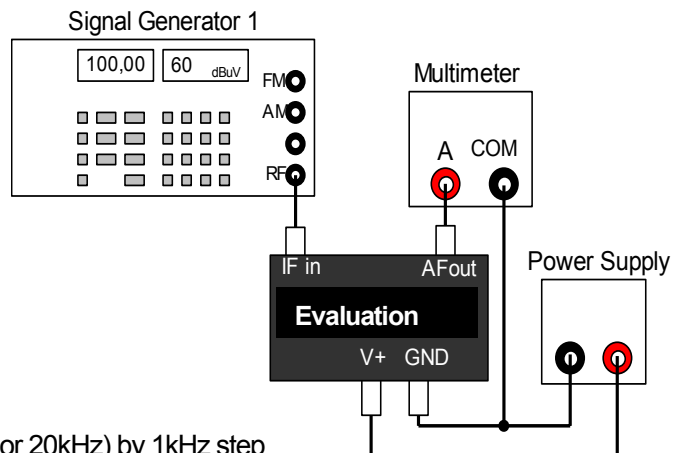 Signal Generator 1
100,00
60 dBuV
FM
AM
RF
Multimeter
A COM
IF in AFout
Power Supply
Evaluation
V+ GND
or 20kHz) by 1kHz step